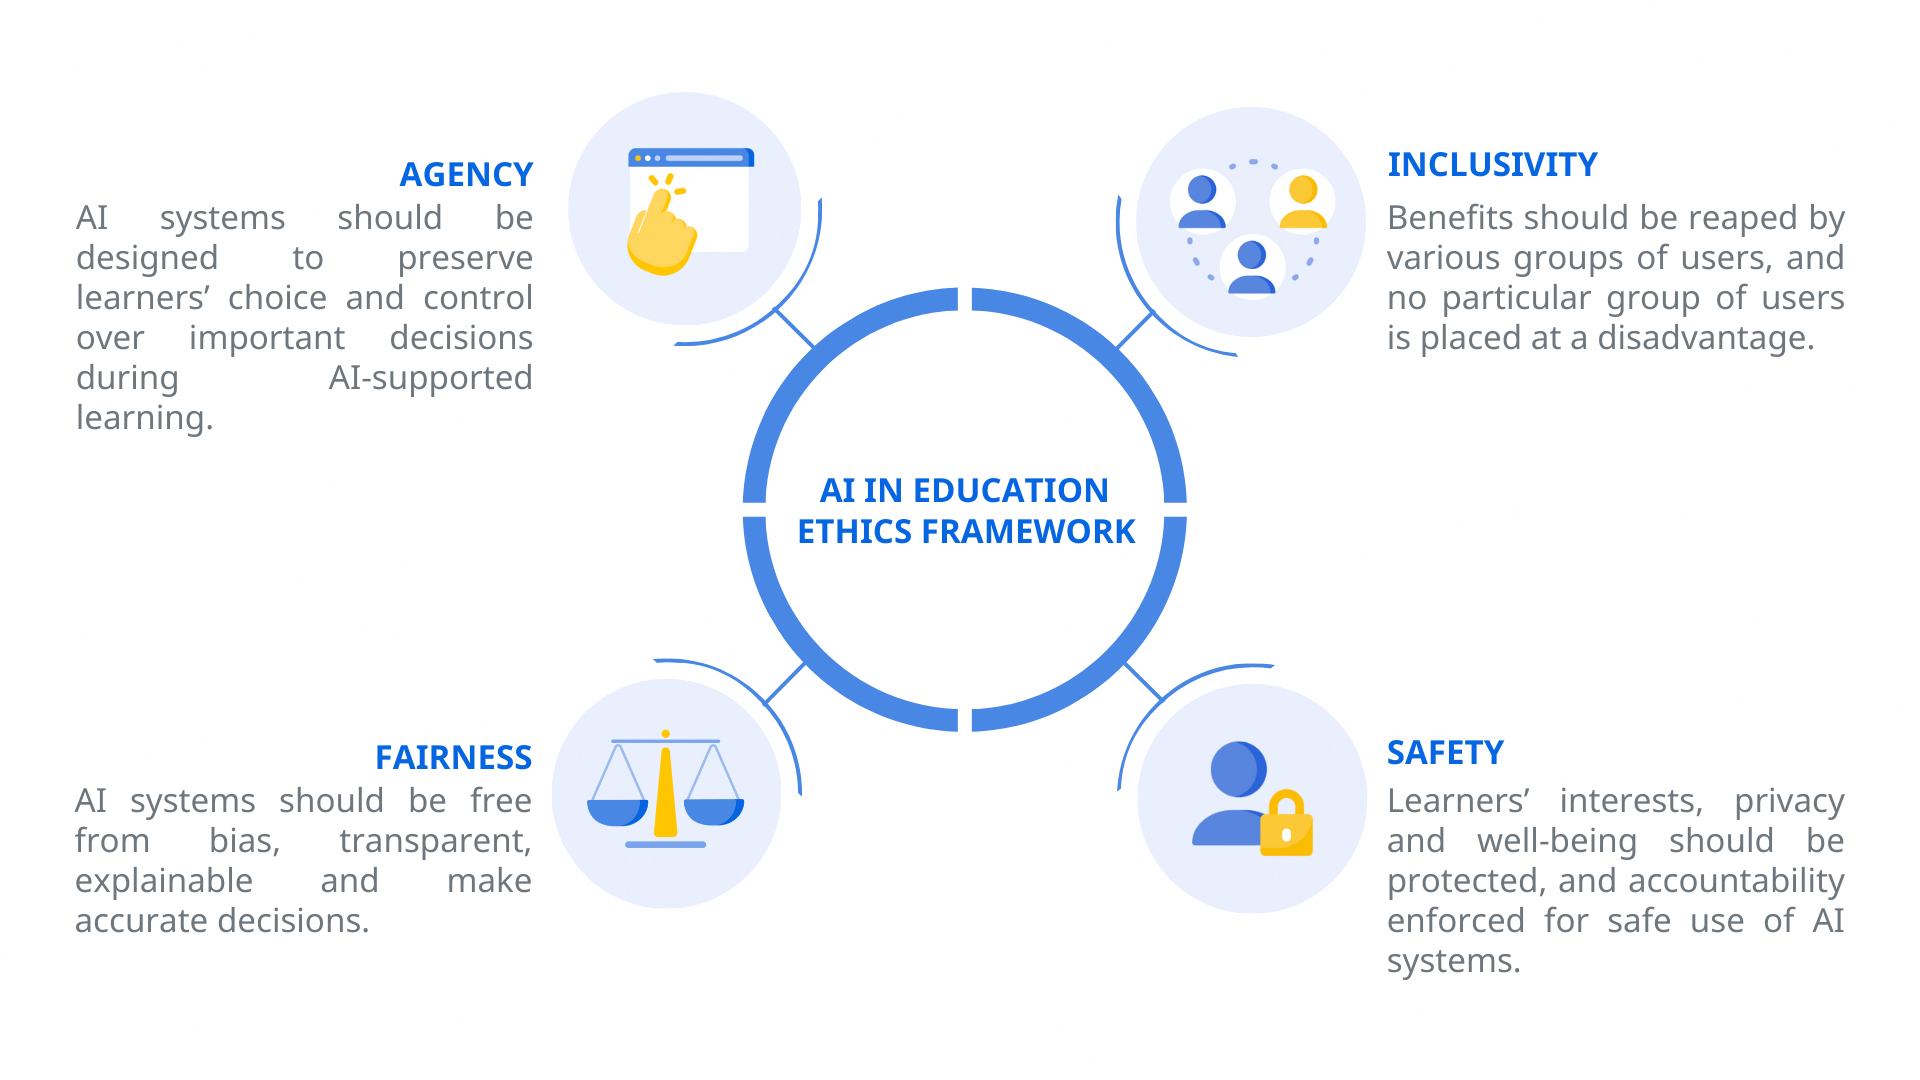 AGENCY
AI systems should be
designed to preserve
learners’ choice and control
over important decisions
during AI-supported
learning.
INCLUSIVITY
Benefits should be reaped by
various groups of users, and
no particular group of users
is placed at a disadvantage.
AI IN EDUCATION
ETHICS FRAMEWORK
FAIRNESS
AI systems should be free
from bias, transparent,
explainable and make
accurate decisions.
SAFETY
Learners’ interests, privacy
and well-being should be
protected, and accountability
enforced for safe use of AI
systems.